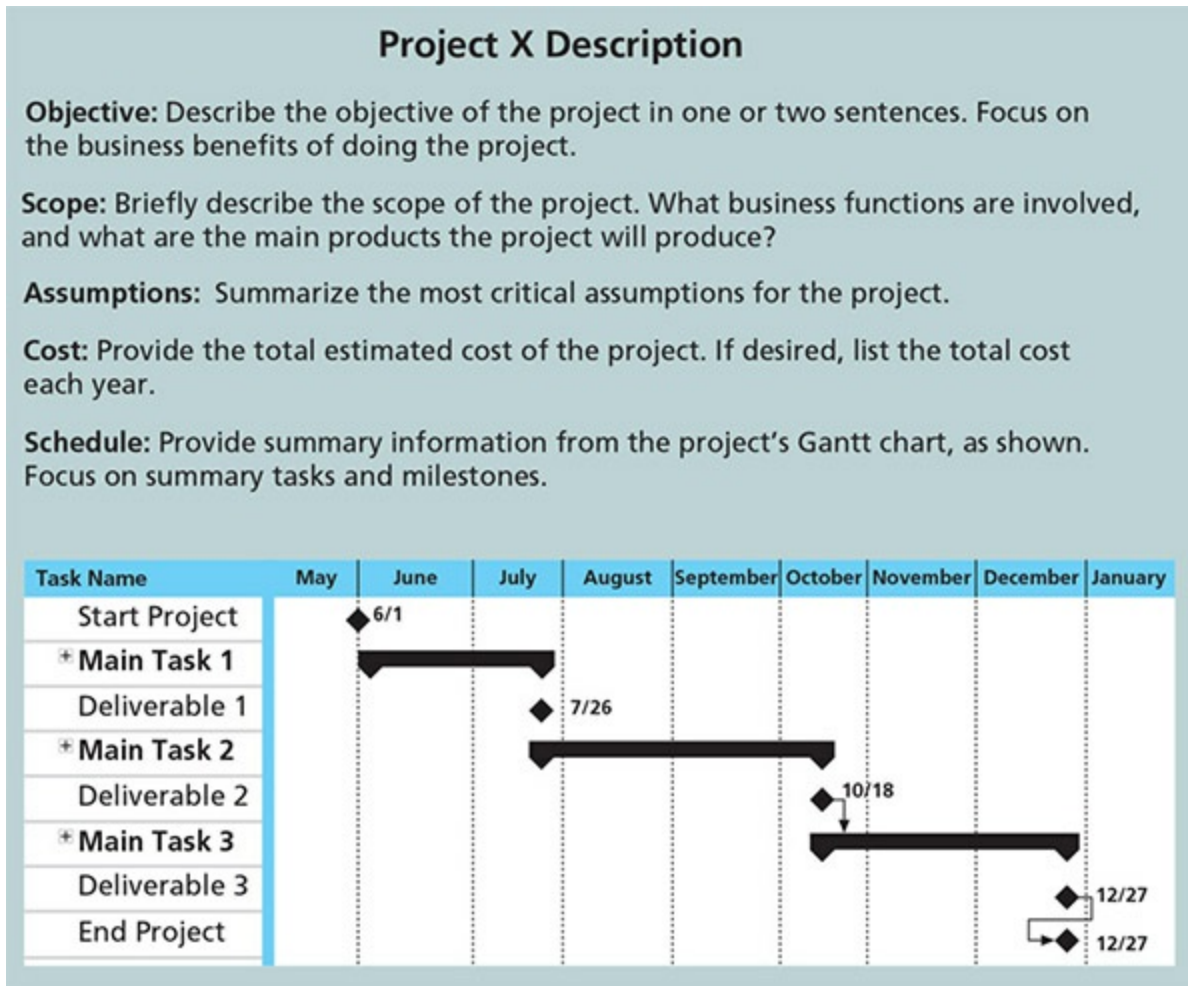 Project X Description
Objective: Describe the objective of the project in one or two sentences. Focus on
the business benefits of doing the project.
Scope: Briefly describe the scope of the project. What business functions are involved,
and what are the main products the project will produce?
Assumptions: Summarize the most critical assumptions for the project.
Cost: Provide the total estimated cost of the project. If desired, list the total cost
each year.
Schedule: Provide summary information from the project's Gantt chart, as shown.
Focus on summary tasks and milestones.
Task Name May June July August September October November December January
Start Project 6/1
Main Task 1
Deliverable 1 7/26
Main Task 2
Deliverable 2 10/18
Main Task 3
Deliverable 3 12/27
End Project 12/27